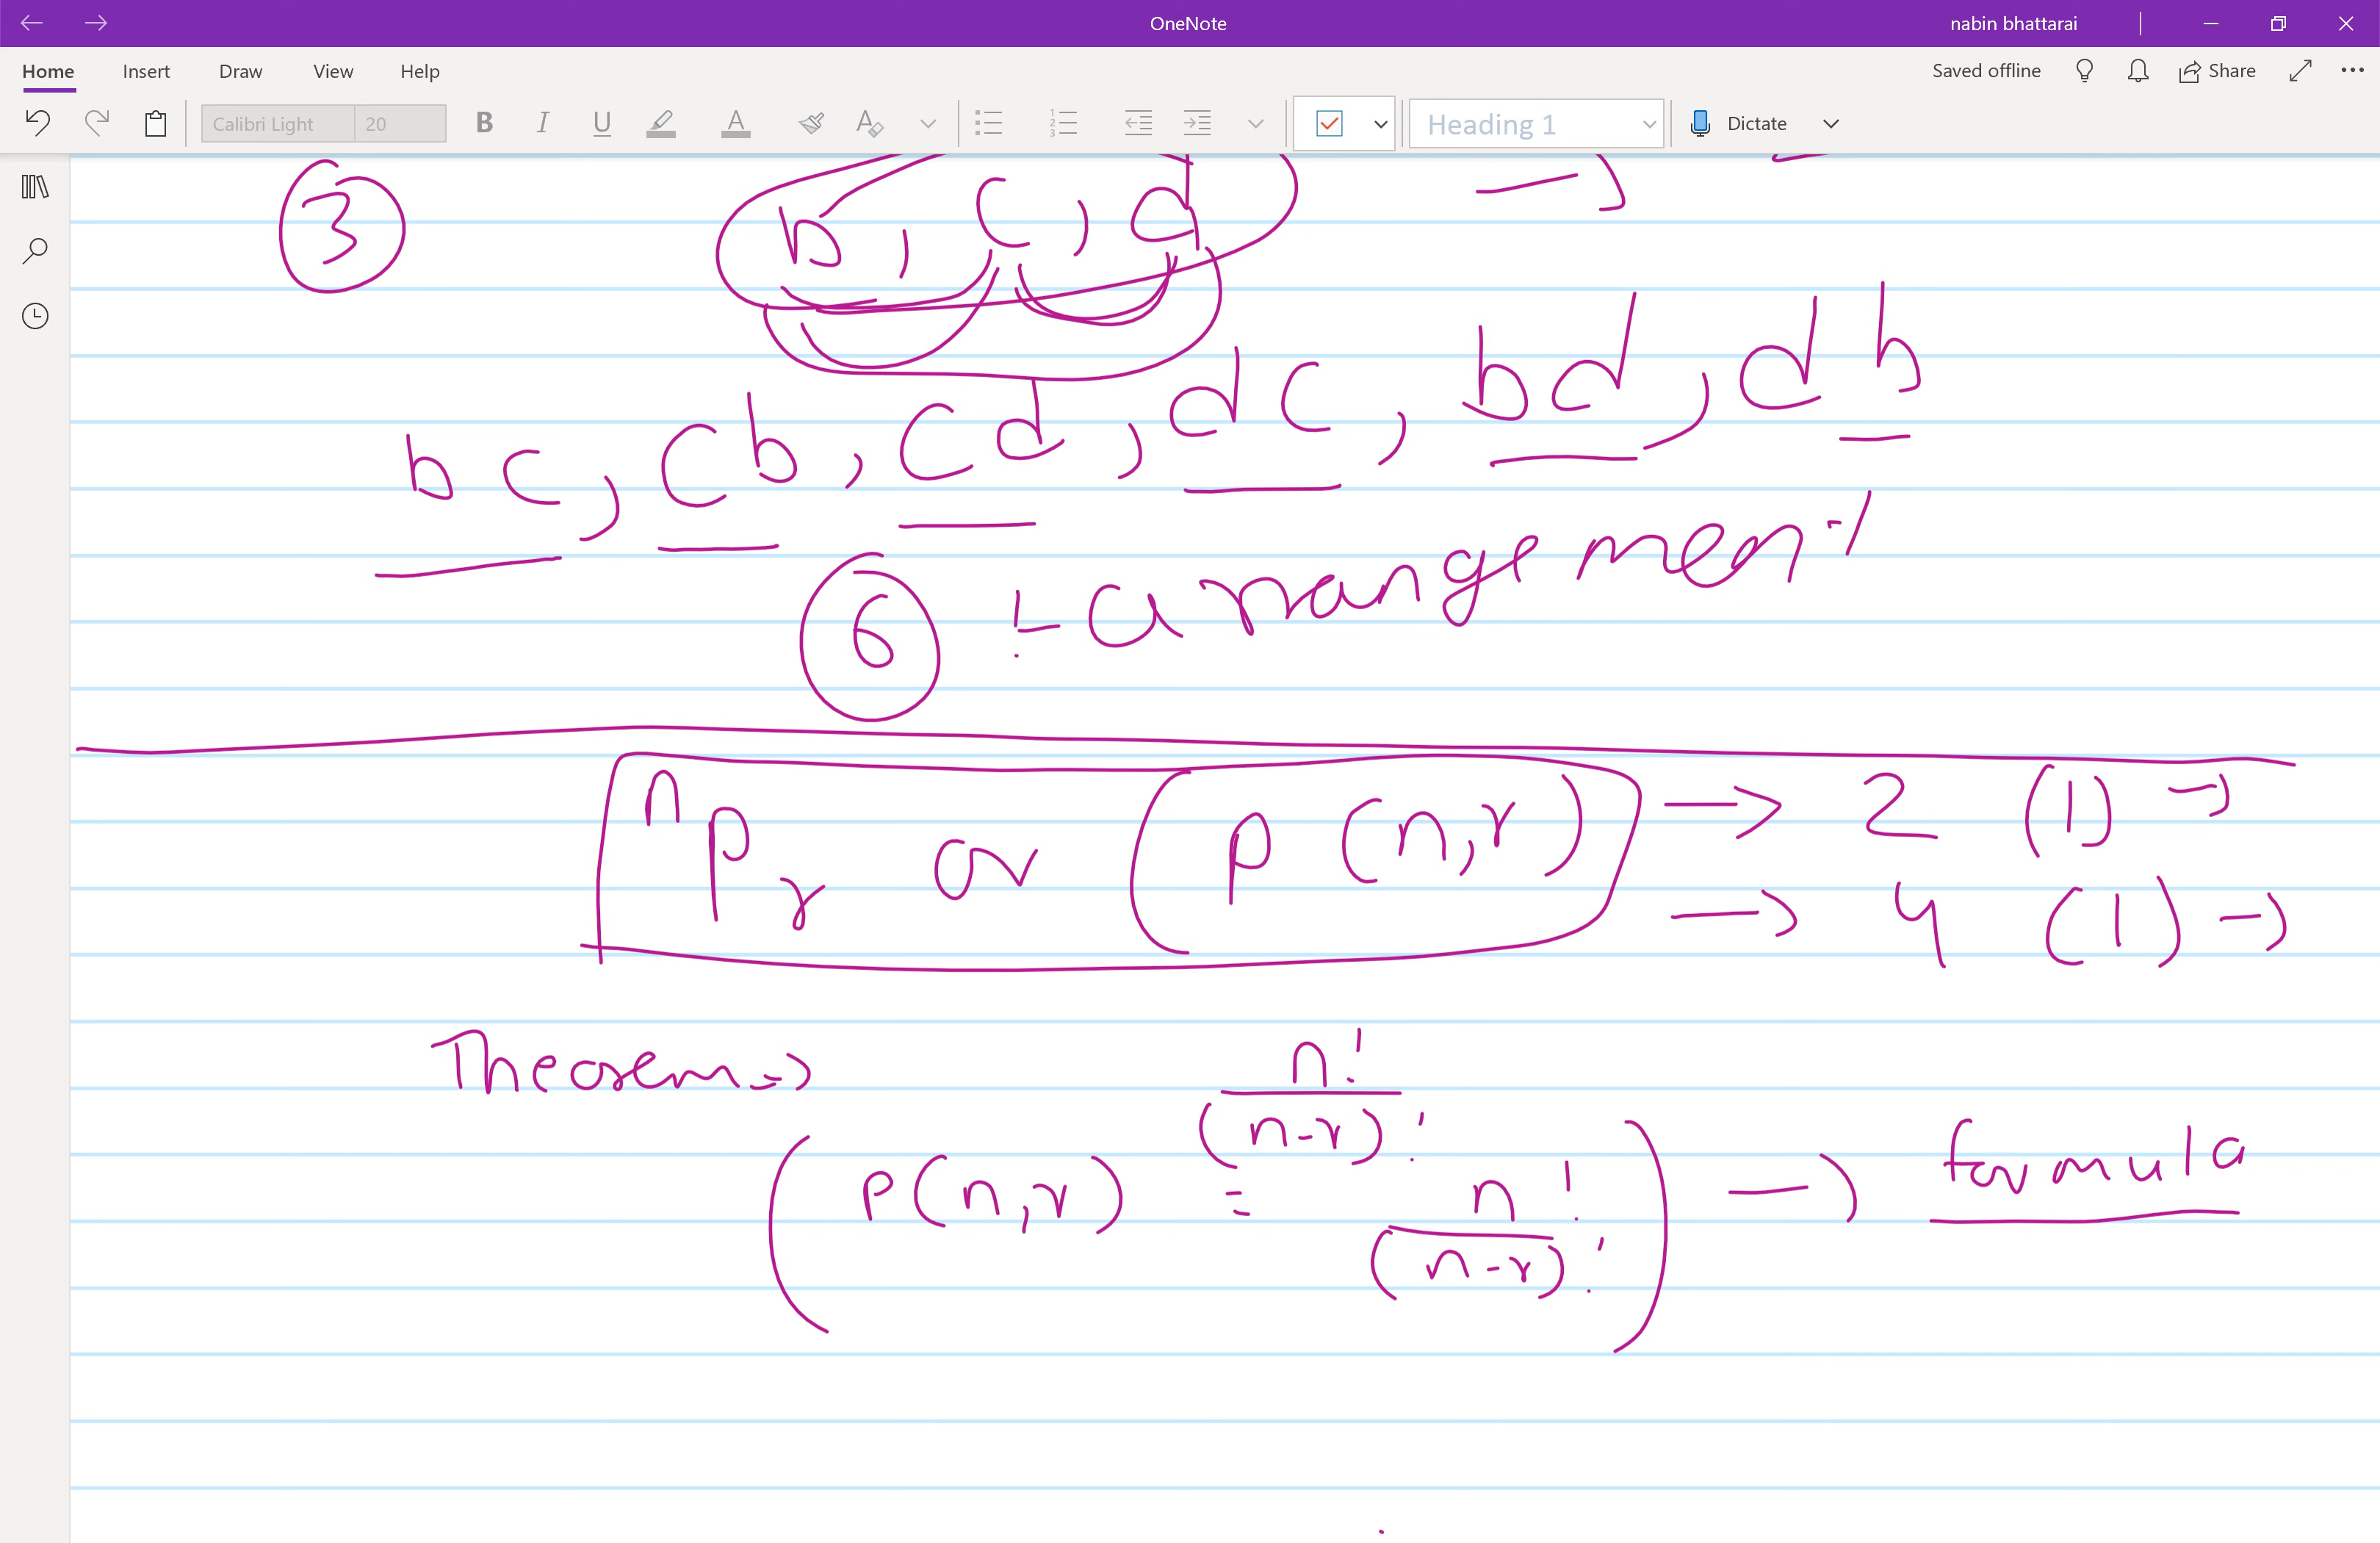 OneNote
nabin bhattarai
Home Insert Draw View Help
Saved offline Share
Calibri Light 20 B I U A A Heading 1 Dictate
3 b, c, d
bc, cb, cd, dc, bd, db
6 :- arrangement
nPr or (P(n,r)) → 2 (1) →
→ 4 (1) →
Theorem =>
n!
(n-r)!
(P(n,r) = n!/(n-r)!) → formula